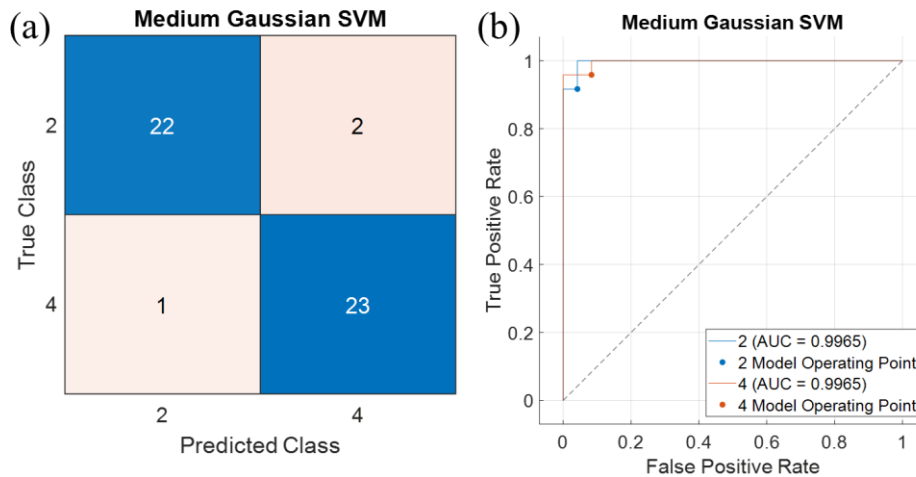 (a)
Medium Gaussian SVM
True Class
2
22
2
4
1
23
2
4
Predicted Class
(b)
Medium Gaussian SVM
True Positive Rate
1
0.8
0.6
0.4
0.2
0
2 (AUC = 0.9965)
2 Model Operating Point
4 (AUC = 0.9965)
4 Model Operating Point
0
0.2
0.4
0.6
0.8
1
False Positive Rate